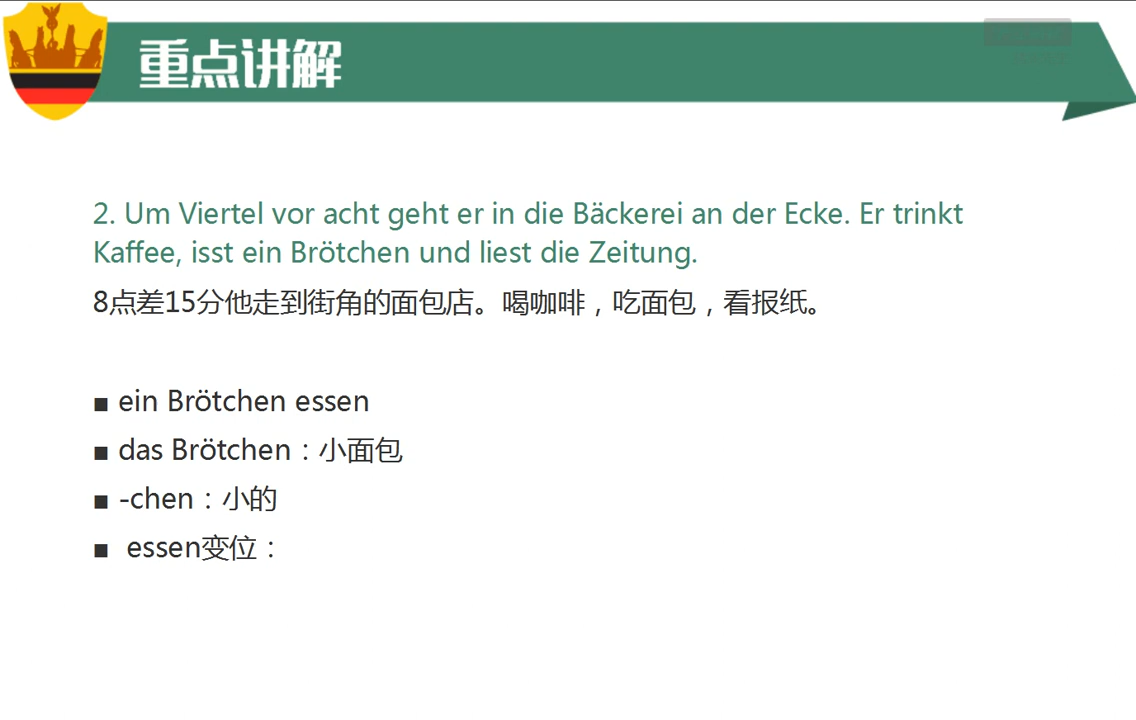 重点讲解
2. Um Viertel vor acht geht er in die Bäckerei an der Ecke. Er trinkt
Kaffee, isst ein Brötchen und liest die Zeitung.
8点差15分他走到街角的面包店。喝咖啡，吃面包，看报纸。
■ ein Brötchen essen
■ das Brötchen：小面包
■ -chen：小的
■ essen变位：